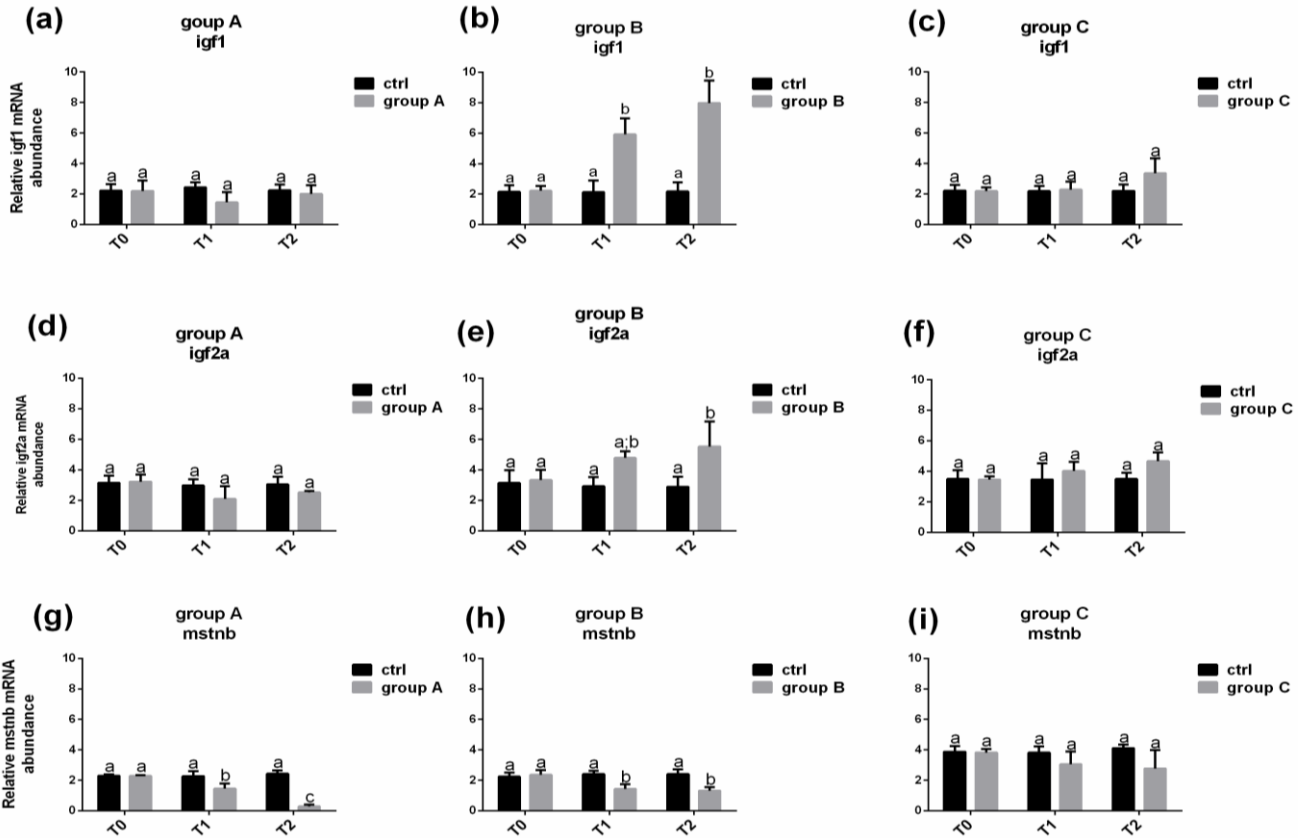 (a)
goup A
igf1
Relative igf1 mRNA
abundance
10
8
6
4
2
0
a a a a a a
T0 T1 T2
ctrl
group A
(b)
group B
igf1
10
8
6
4
2
0
a a a b a b
T0 T1 T2
ctrl
group B
(c)
group C
igf1
10
8
6
4
2
0
a a a a a a
T0 T1 T2
ctrl
group C
(d)
group A
igf2a
Relative igf2a mRNA
abundance
10
8
6
4
2
0
a a a a a a
T0 T1 T2
ctrl
group A
(e)
group B
igf2a
10
8
6
4
2
0
a a a a;b a b
T0 T1 T2
ctrl
group B
(f)
group C
igf2a
10
8
6
4
2
0
a a a a a a
T0 T1 T2
ctrl
group C
(g)
group A
mstnb
Relative mstnb mRNA
abundance
10
8
6
4
2
0
a a a b a c
T0 T1 T2
ctrl
group A
(h)
group B
mstnb
10
8
6
4
2
0
a a a b a b
T0 T1 T2
ctrl
group B
(i)
group C
mstnb
10
8
6
4
2
0
a a a a a a
T0 T1 T2
ctrl
group C